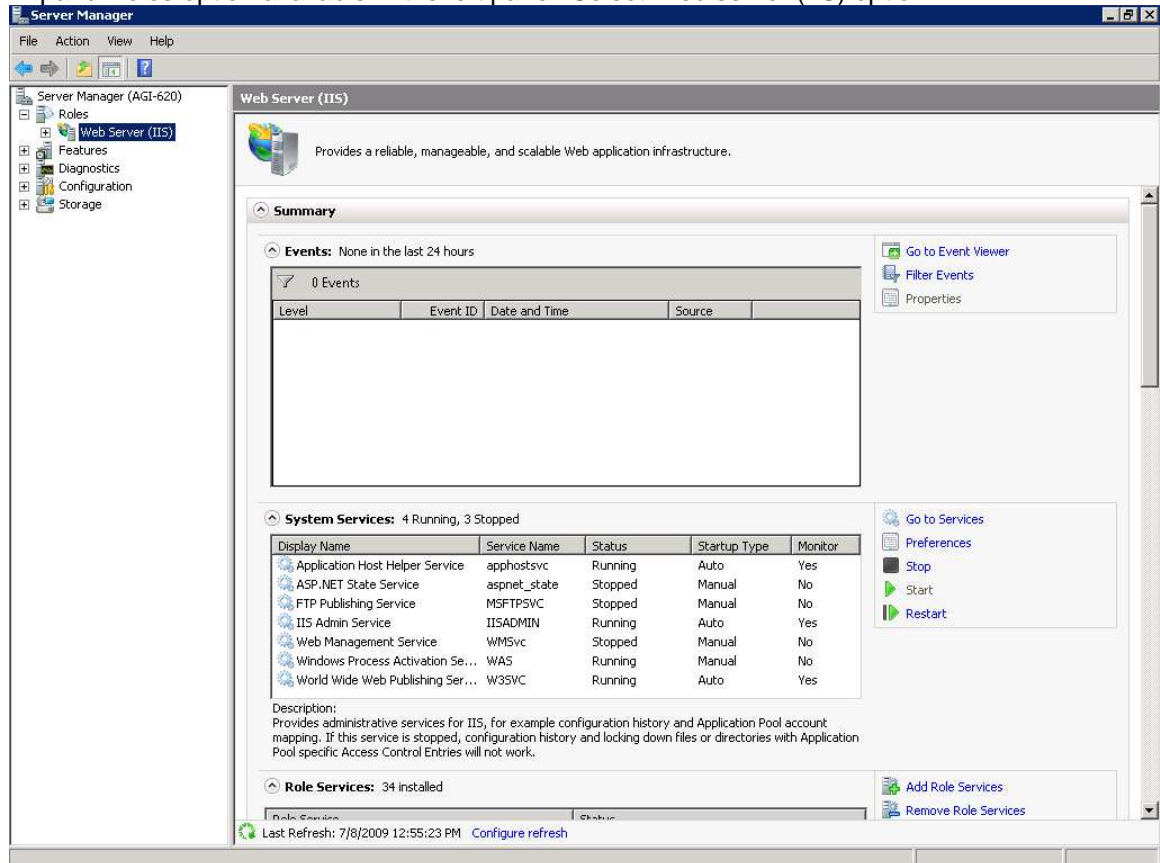 Server Manager
File Action View Help
Server Manager (AGI-620)
Roles
Web Server (IIS)
Features
Diagnostics
Configuration
Storage
Web Server (IIS)
Provides a reliable, manageable, and scalable Web application infrastructure.
Summary
Events: None in the last 24 hours
0 Events
Level Event ID Date and Time Source
Go to Event Viewer
Filter Events
Properties
System Services: 4 Running, 3 Stopped
Display Name Service Name Status Startup Type Monitor
Application Host Helper Service apphostsvc Running Auto Yes
ASP.NET State Service aspnet_state Stopped Manual No
FTP Publishing Service MSFTPSVC Stopped Manual No
IIS Admin Service IISADMIN Running Auto Yes
Web Management Service WMSvc Stopped Manual No
Windows Process Activation Se... WAS Running Manual No
World Wide Web Publishing Ser... W3SVC Running Auto Yes
Go to Services
Preferences
Stop
Start
Restart
Description:
Provides administrative services for IIS, for example configuration history and Application Pool account
mapping. If this service is stopped, configuration history and locking down files or directories with Application
Pool specific Access Control Entries will not work.
Role Services: 34 installed
Role Service Status
Add Role Services
Remove Role Services
Last Refresh: 7/8/2009 12:55:23 PM Configure refresh